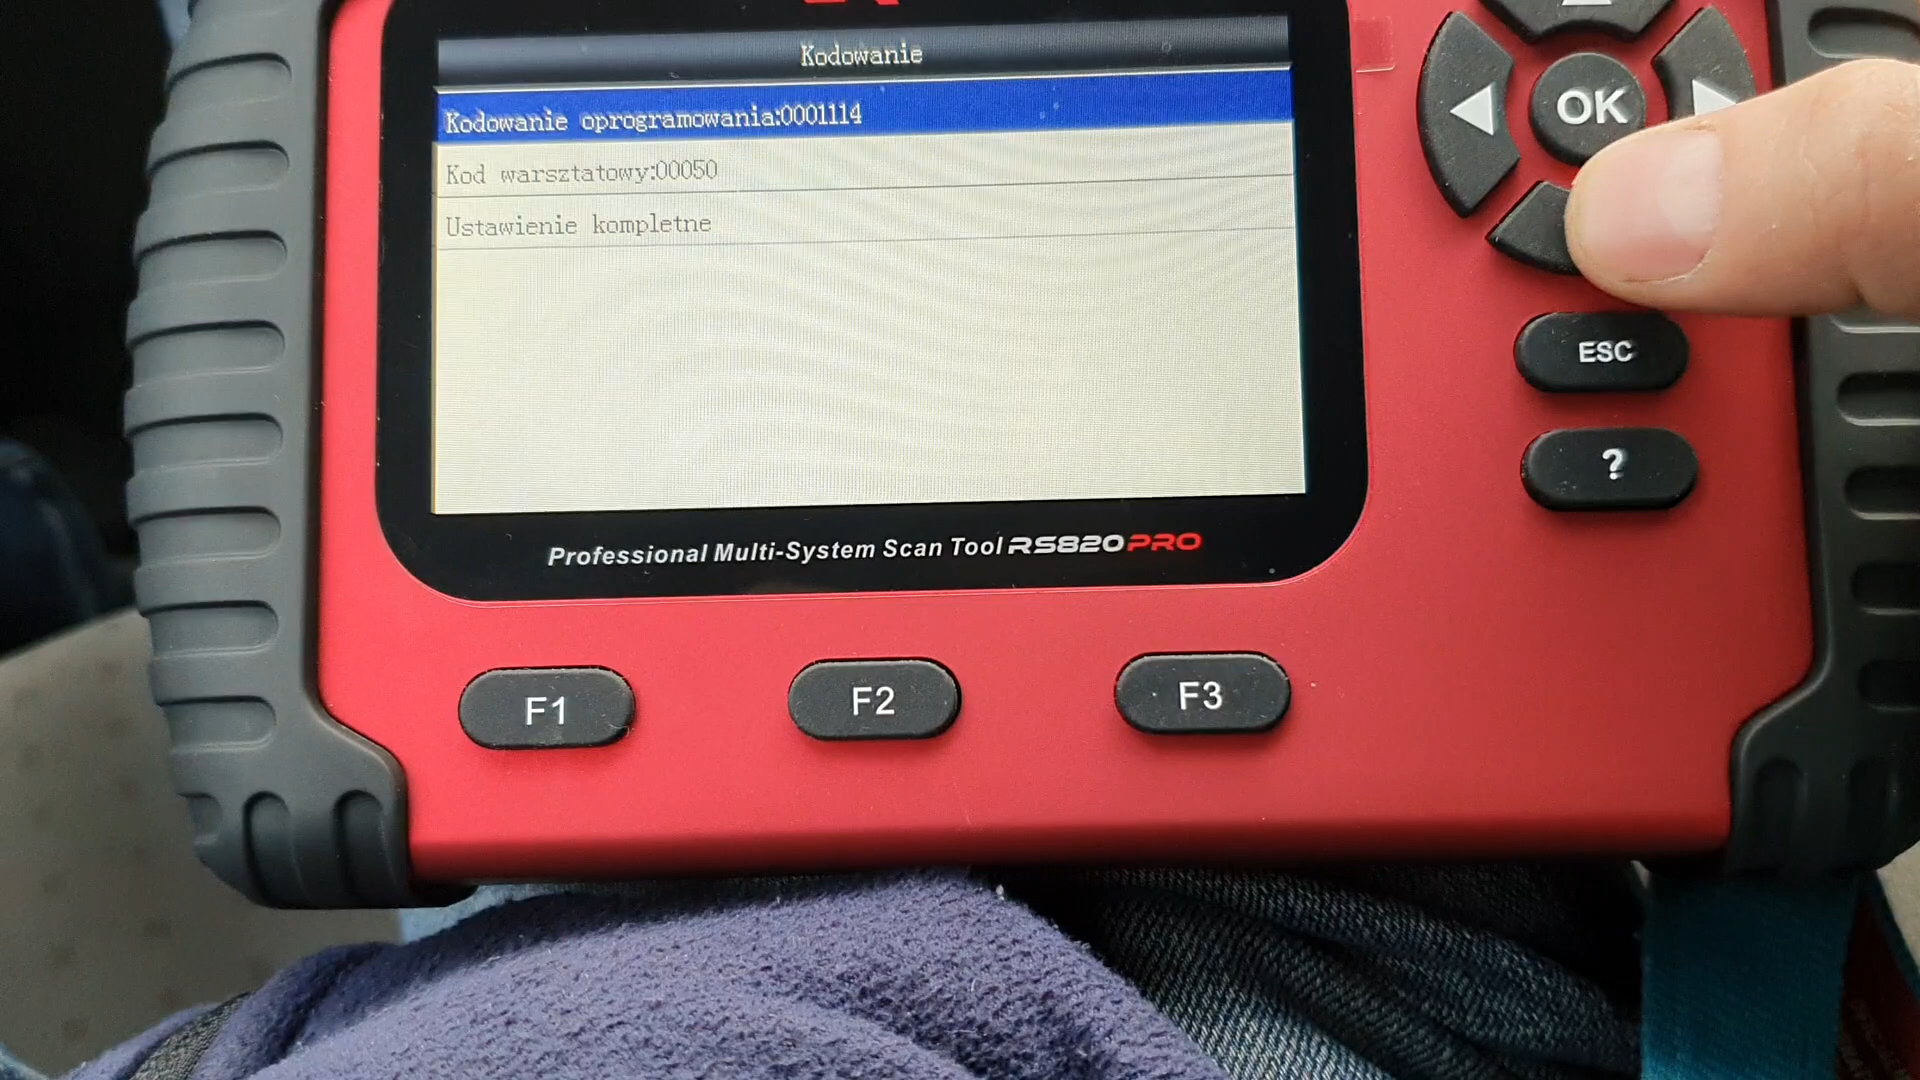 Kodowanie
Kodowanie oprogramowania:0001114
Kod warsztatowy:00050
Ustawienie kompletne
Professional Multi-System Scan Tool RS820PRO
OK
ESC
?
F1
F2
F3